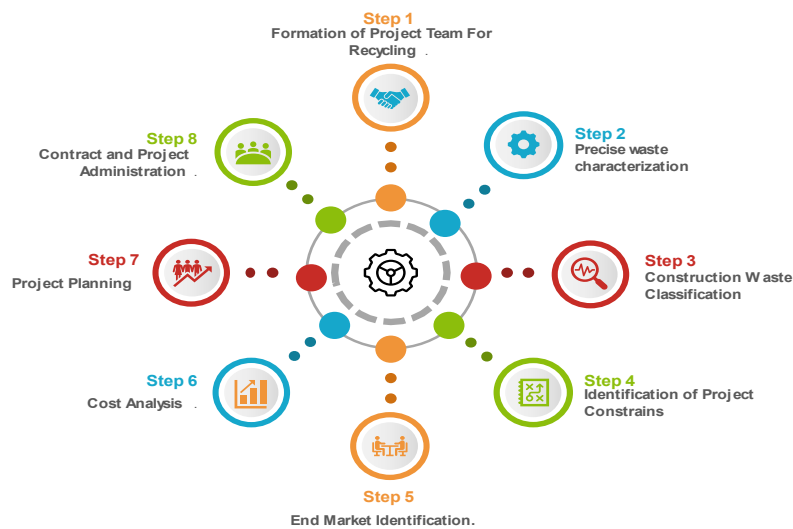 Step 1
Formation of Project Team For
Recycling .
Step 2
Precise waste
characterization
Step 3
Construction Waste
Classification
Step 4
Identification of Project
Constrains
Step 5
End Market Identification.
Step 6
Cost Analysis .
Step 7
Project Planning
Step 8
Contract and Project
Administration .